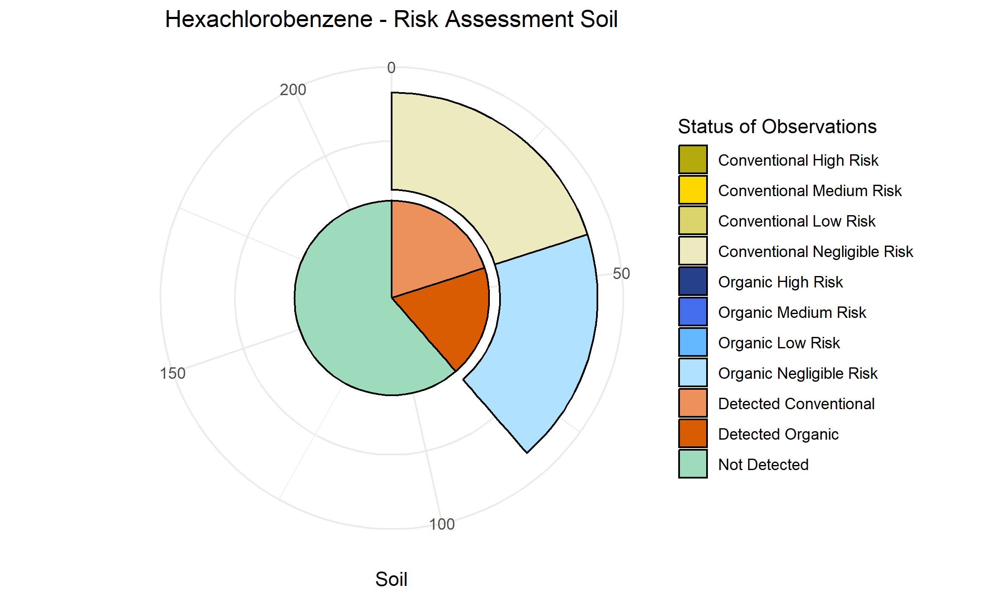 Hexachlorobenzene - Risk Assessment Soil
0
200
50
150
100
Soil
Status of Observations
Conventional High Risk
Conventional Medium Risk
Conventional Low Risk
Conventional Negligible Risk
Organic High Risk
Organic Medium Risk
Organic Low Risk
Organic Negligible Risk
Detected Conventional
Detected Organic
Not Detected